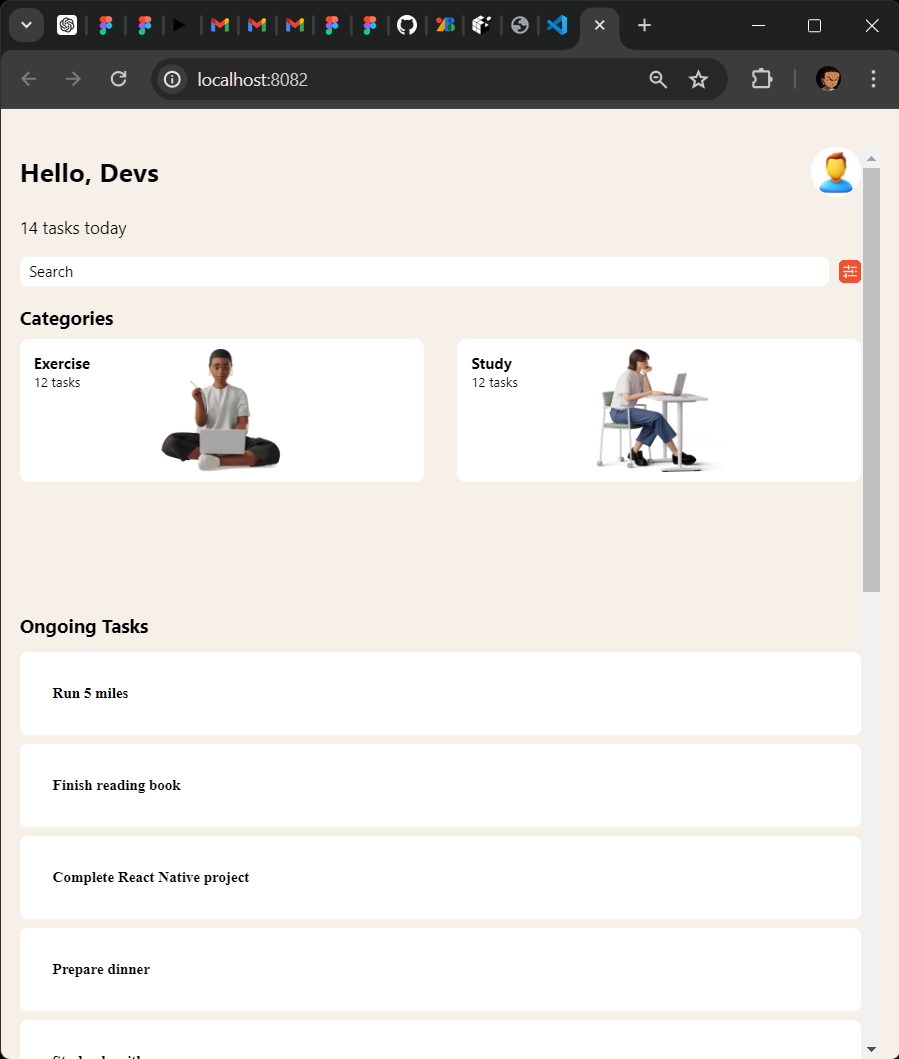 localhost:8082
Hello, Devs
14 tasks today
Search
Categories
Exercise
12 tasks
Study
12 tasks
Ongoing Tasks
Run 5 miles
Finish reading book
Complete React Native project
Prepare dinner